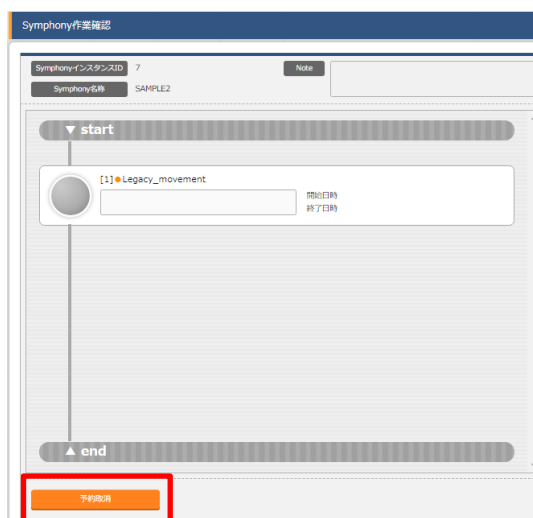 Symphony作業確認
SymphonyインスタンスID 7 Note
Symphony名称 SAMPLE2
▼ start
[1]●Legacy_movement
開始日時
終了日時
▲ end
予約取消